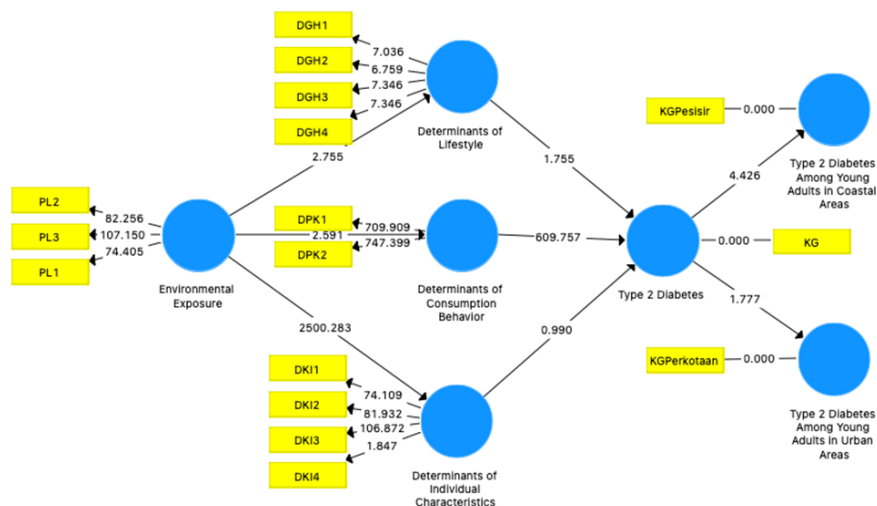 DGH1
DGH2
DGH3
DGH4
7.036
6.759
7.346
7.346
Determinants of
Lifestyle
2.755
1.755
KGPesisir
0.000
Type 2 Diabetes
Among Young
Adults in Coastal
Areas
4.426
PL2
PL3
PL1
82.256
107.150
74.405
Environmental
Exposure
DPK1
DPK2
709.909
2.591
747.399
Determinants of
Consumption
Behavior
609.757
Type 2 Diabetes
0.000
KG
1.777
2500.283
0.990
KGPerkotaan
0.000
Type 2 Diabetes
Among Young
Adults in Urban
Areas
DKI1
DKI2
DKI3
DKI4
74.109
81.932
106.872
1.847
Determinants of
Individual
Characteristics